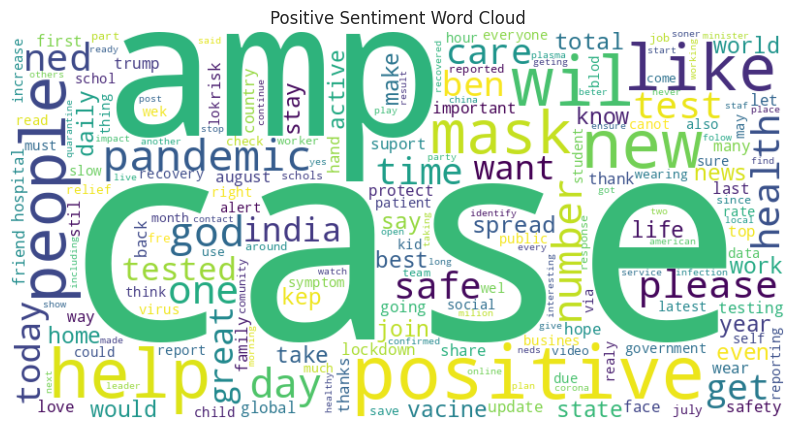 Positive Sentiment Word Cloud
increase part ready said trump wek post thing first others schol must read ned daily
people amp lokrisk country stay active hand make suport care ben hour everyone reported important total job soner minister start working world like wil test let come
continue stop result play recovered china plasma geting beter never staf place
quarantine impact another check worker yes party mask know canot also folow may health
slow relief live recovery august schols pandemic time want new student ensure wearing sure many find
hospital friend stil right alert protect patient taking thank news last since
god india say spread number got rate top
back month contact fre use around kid public identify every life two local american data
tested think symptom open best team long wel response please work
today including virus one comunity watch safe social interesting service infection testing
way show home kep going join milion give hope via latest year self
made could great family lockdown confirmed share busines video realy government even reporting
help report morning day take much positive neds online due wear get
next leader love would child global healthy thanks save vacine update plan corona state face july safety
case